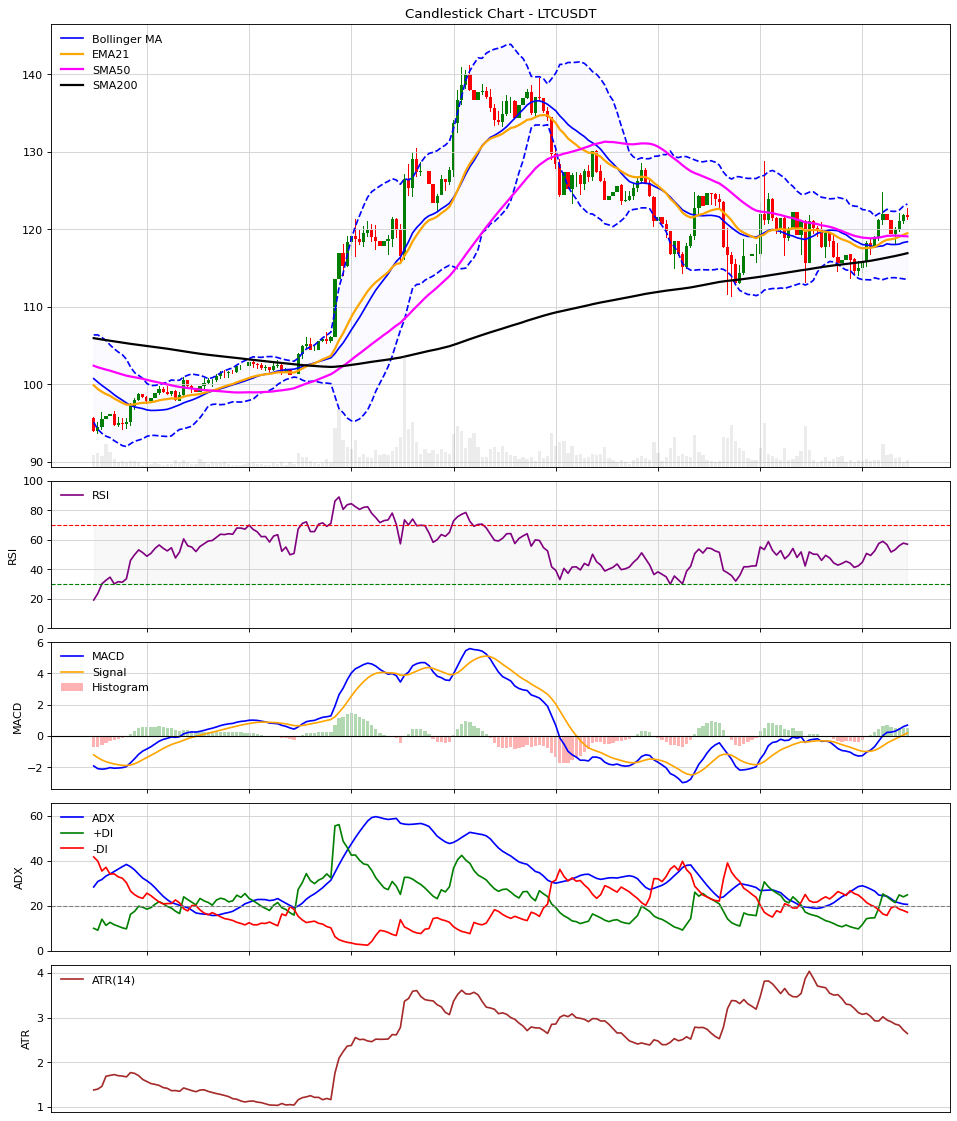 Candlestick Chart - LTCUSDT
Bollinger MA
EMA21
SMA50
SMA200
140
130
120
110
100
90
RSI
RSI
100
80
60
40
20
0
MACD
Signal
Histogram
MACD
6
4
2
0
−2
ADX
+DI
-DI
ADX
60
40
20
0
ATR(14)
ATR
4
3
2
1